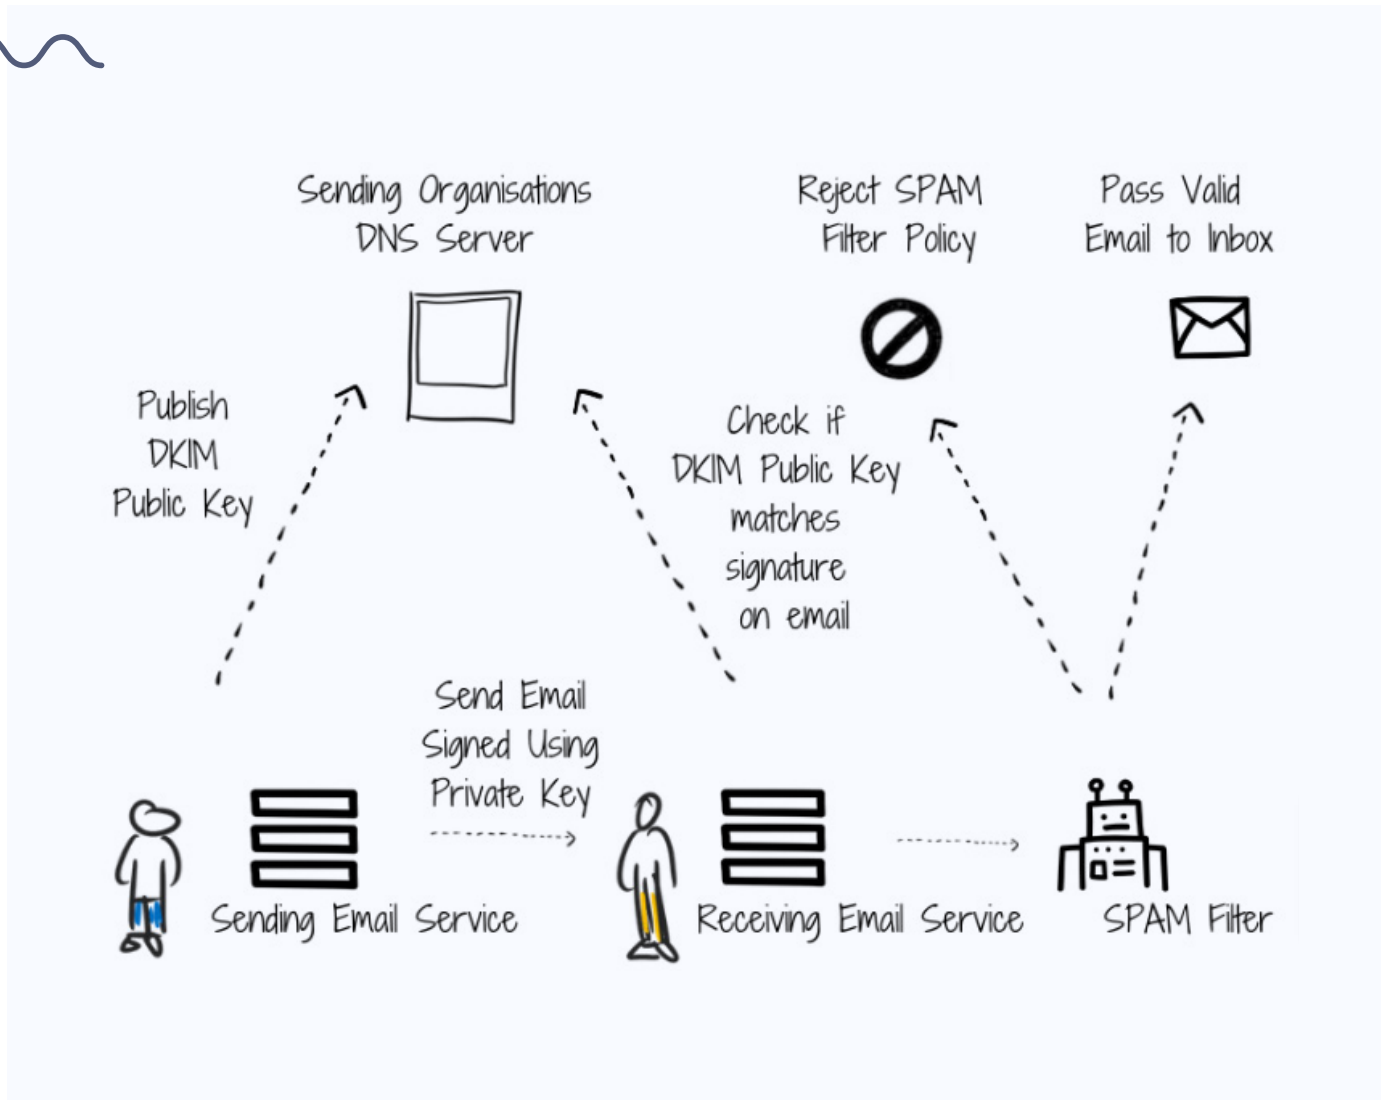 Sending Organisations
DNS Server
Reject SPAM
Filter Policy
Pass Valid
Email to Inbox
Publish
DKIM
Public Key
Check if
DKIM Public Key
matches
signature
on email
Send Email
Signed Using
Private Key
Sending Email Service
Receiving Email Service
SPAM Filter